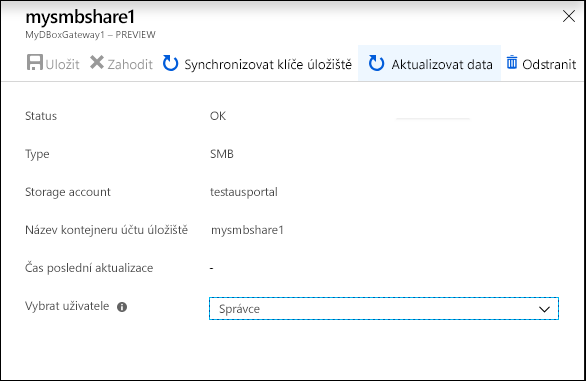 mysmbshare1
MyDBoxGateway1 – PREVIEW
Uložit Zahodit Synchronizovat klíče úložiště Aktualizovat data Odstranit
Status OK
Type SMB
Storage account testausportal
Název kontejneru účtu úložiště mysmbshare1
Čas poslední aktualizace -
Vybrat uživatele Správce